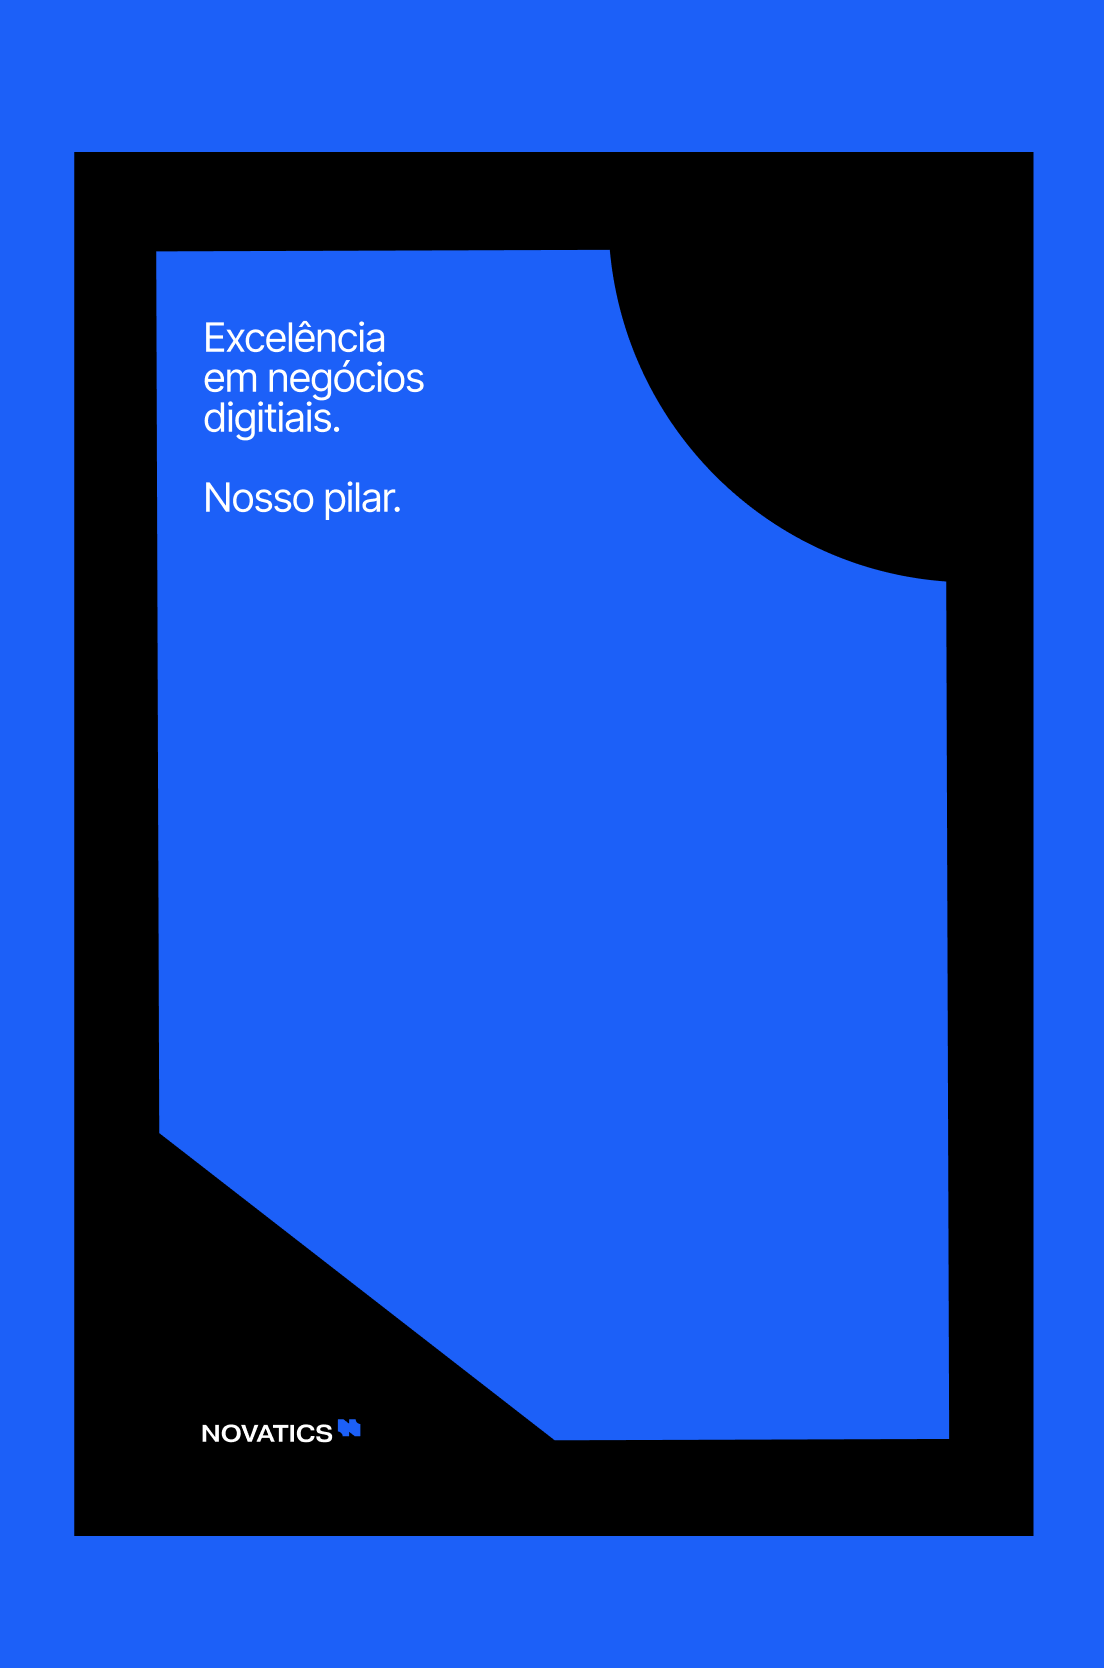 Excelência
em negócios
digitiais.
Nosso pilar.
NOVATICS